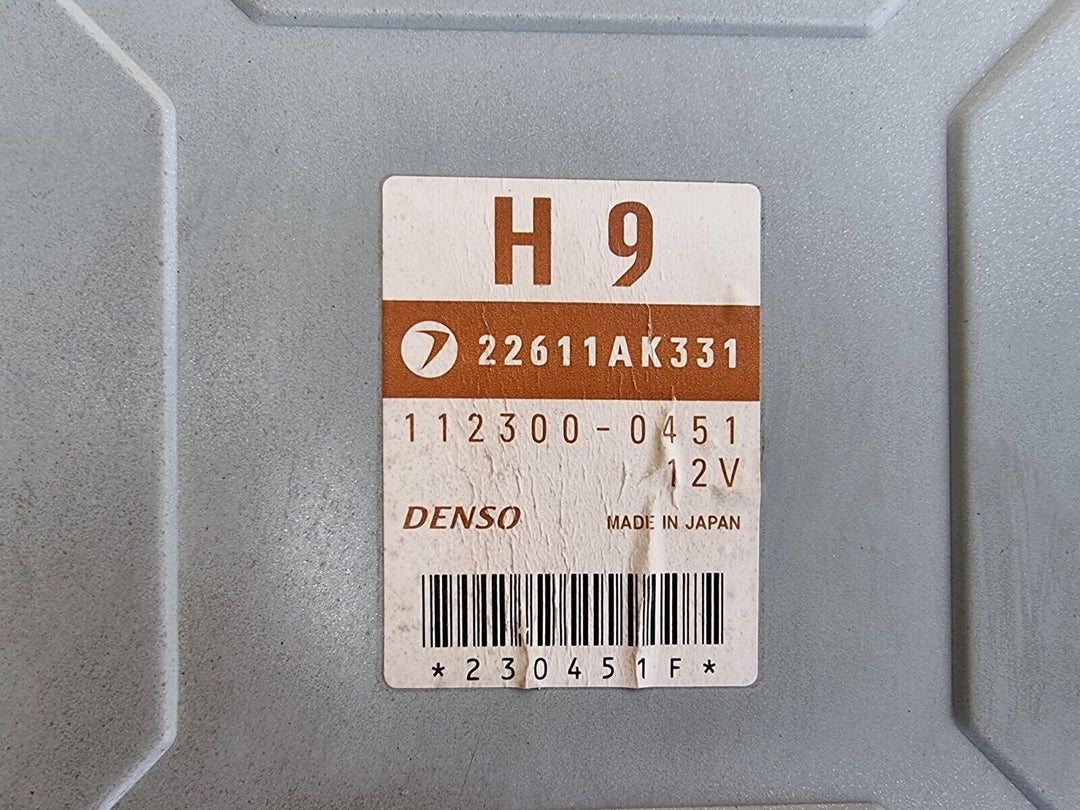 H 9
22611AK331
112300-0451
12V
DENSO MADE IN JAPAN
*230451F*